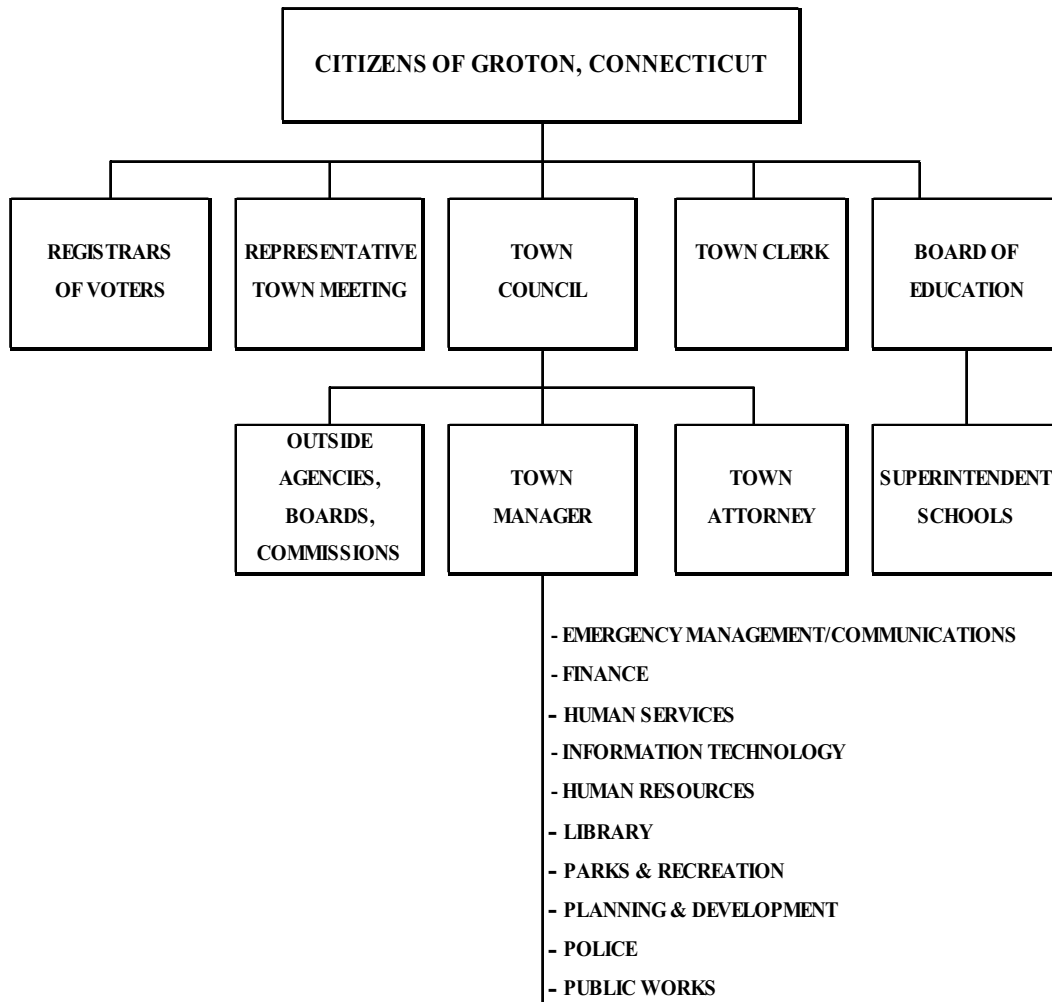 CITIZENS OF GROTON, CONNECTICUT
REGISTRARS
OF VOTERS
REPRESENTATIVE
TOWN MEETING
TOWN
COUNCIL
TOWN CLERK
BOARD OF
EDUCATION
OUTSIDE
AGENCIES,
BOARDS,
COMMISSIONS
TOWN
MANAGER
TOWN
ATTORNEY
SUPERINTENDENT
SCHOOLS
- EMERGENCY MANAGEMENT/COMMUNICATIONS
- FINANCE
- HUMAN SERVICES
- INFORMATION TECHNOLOGY
- HUMAN RESOURCES
- LIBRARY
- PARKS & RECREATION
- PLANNING & DEVELOPMENT
- POLICE
- PUBLIC WORKS